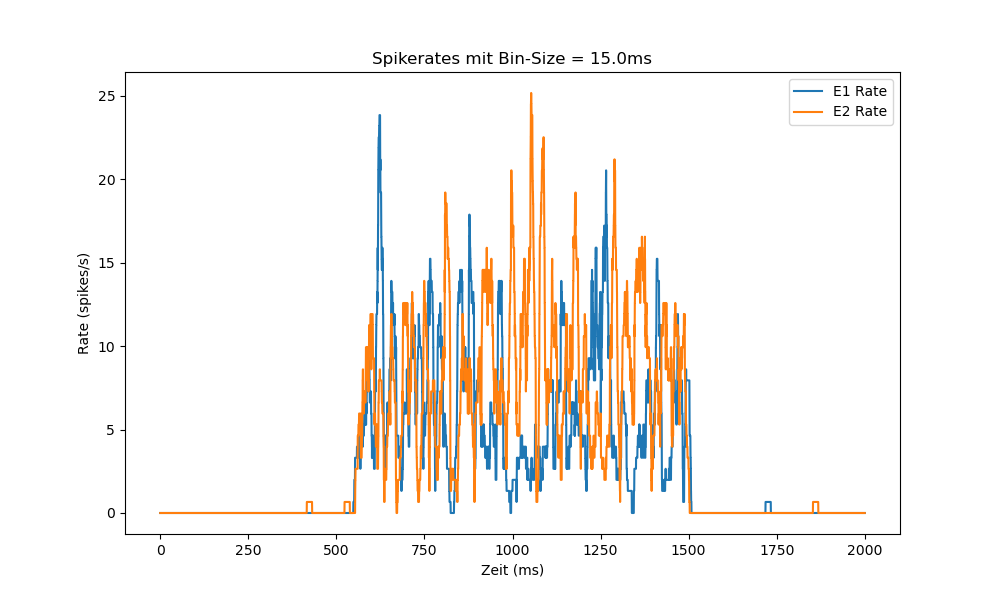 Spikerates mit Bin-Size = 15.0ms
E1 Rate
E2 Rate
Rate (spikes/s)
25
20
15
10
5
0
0 250 500 750 1000 1250 1500 1750 2000
Zeit (ms)